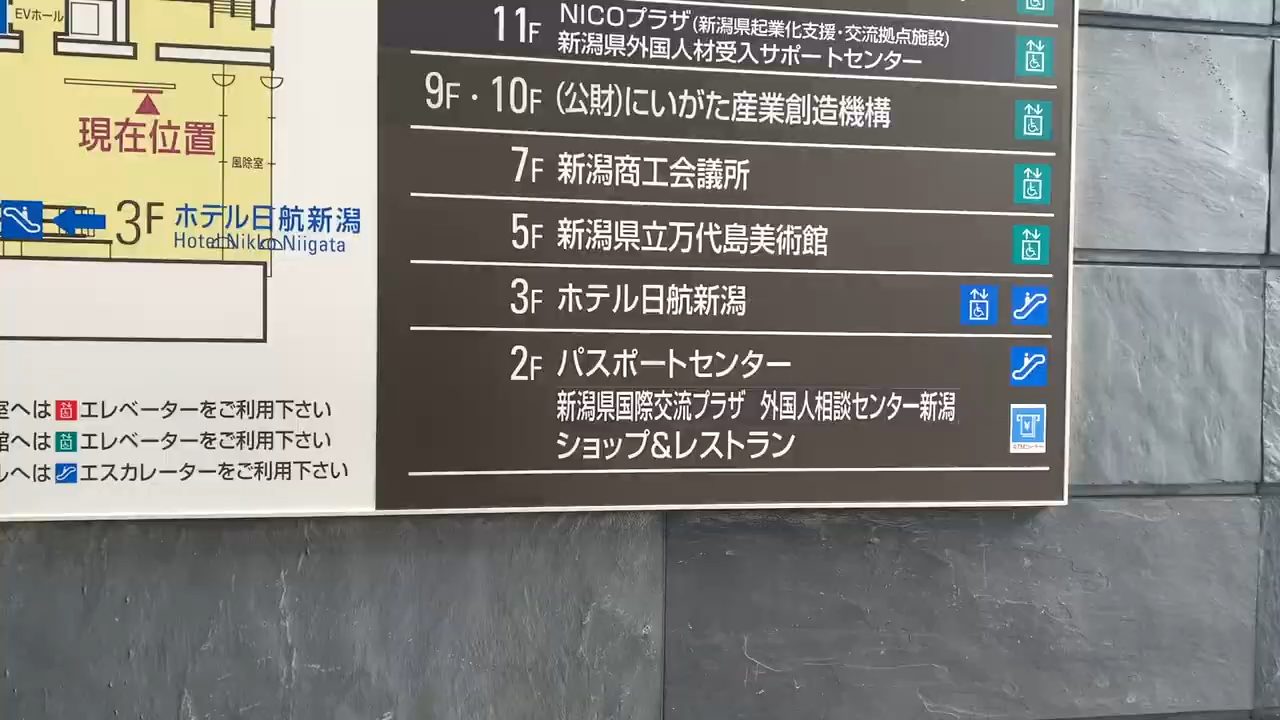 EVホール
現在位置
風除室
3F ホテル日航新潟
Hotel Nikko Niigata
へは エレベーターをご利用下さい
へは エレベーターをご利用下さい
へは エスカレーターをご利用下さい
11F NICOプラザ(新潟県起業化支援・交流拠点施設)
新潟県外国人材受入サポートセンター
9F・10F (公財)にいがた産業創造機構
7F 新潟商工会議所
5F 新潟県立万代島美術館
3F ホテル日航新潟
2F パスポートセンター
新潟県国際交流プラザ 外国人相談センター新潟
ショップ&レストラン